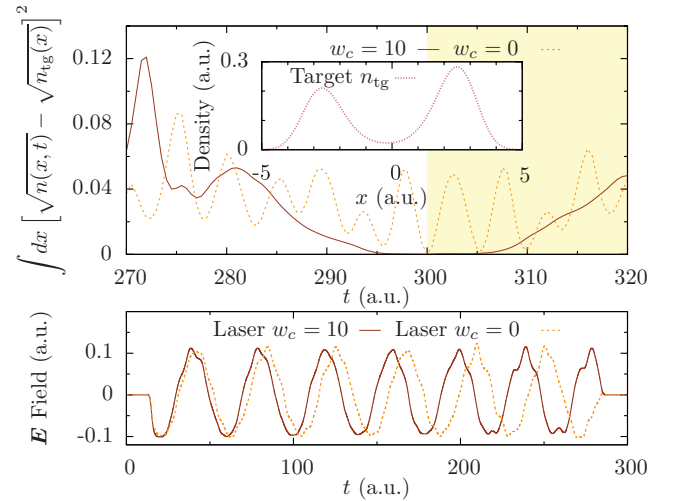 ∫ dx [√n(x,t) − √n_tg(x)]²
0.12
0.08
0.04
0
w_c = 10 w_c = 0
0.3
Target n_tg
Density (a.u.)
0
-5 0 5
x (a.u.)
270 280 290 300 310 320
t (a.u.)
Laser w_c = 10 Laser w_c = 0
E Field (a.u.)
0.1
0
-0.1
0 100 200 300
t (a.u.)